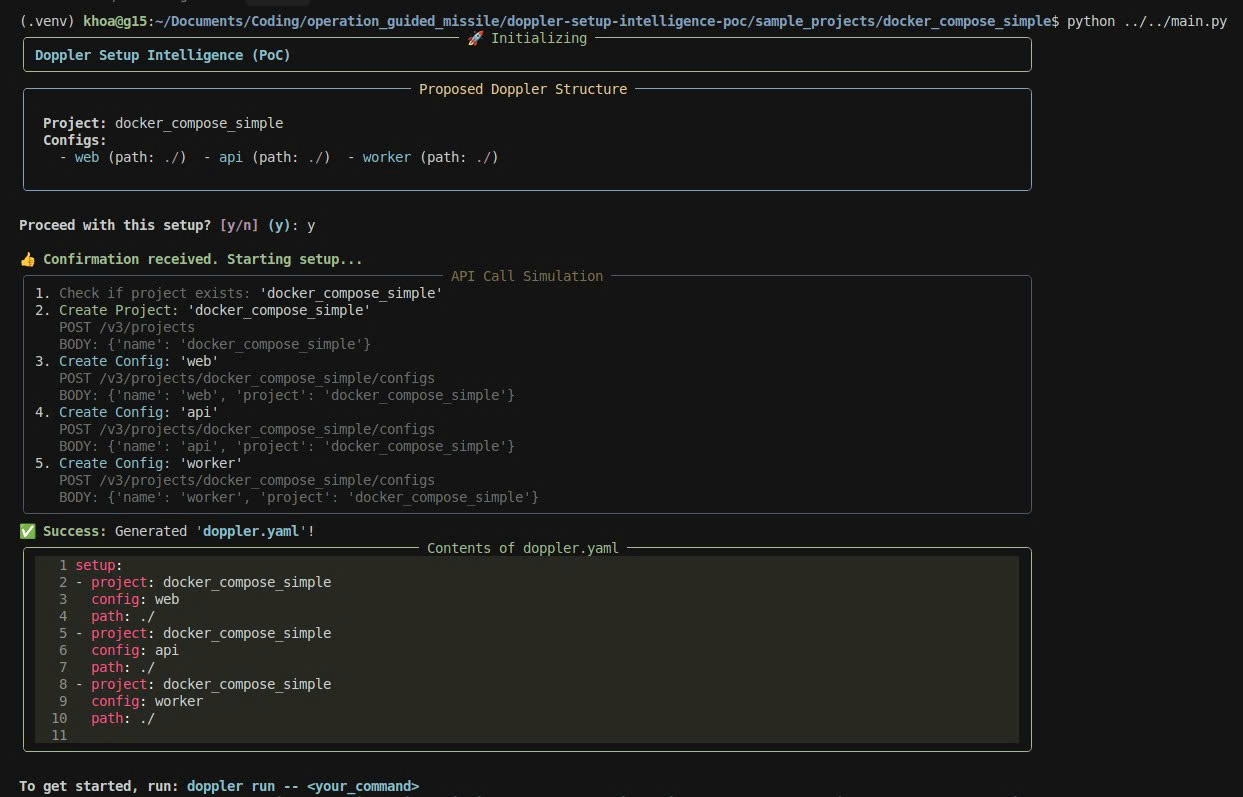 (.venv) khoa@g15:~/Documents/Coding/operation_guided_missile/doppler-setup-intelligence-poc/sample_projects/docker_compose_simple$ python ../../main.py
🚀 Initializing
Doppler Setup Intelligence (PoC)
Proposed Doppler Structure
Project: docker_compose_simple
Configs:
- web (path: ./)  - api (path: ./)  - worker (path: ./)
Proceed with this setup? [y/n] (y): y
👍 Confirmation received. Starting setup...
API Call Simulation
1. Check if project exists: 'docker_compose_simple'
2. Create Project: 'docker_compose_simple'
POST /v3/projects
BODY: {'name': 'docker_compose_simple'}
3. Create Config: 'web'
POST /v3/projects/docker_compose_simple/configs
BODY: {'name': 'web', 'project': 'docker_compose_simple'}
4. Create Config: 'api'
POST /v3/projects/docker_compose_simple/configs
BODY: {'name': 'api', 'project': 'docker_compose_simple'}
5. Create Config: 'worker'
POST /v3/projects/docker_compose_simple/configs
BODY: {'name': 'worker', 'project': 'docker_compose_simple'}
✅ Success: Generated 'doppler.yaml'!
Contents of doppler.yaml
1 setup:
2 - project: docker_compose_simple
3   config: web
4   path: ./
5 - project: docker_compose_simple
6   config: api
7   path: ./
8 - project: docker_compose_simple
9   config: worker
10   path: ./
11
To get started, run: doppler run -- <your_command>